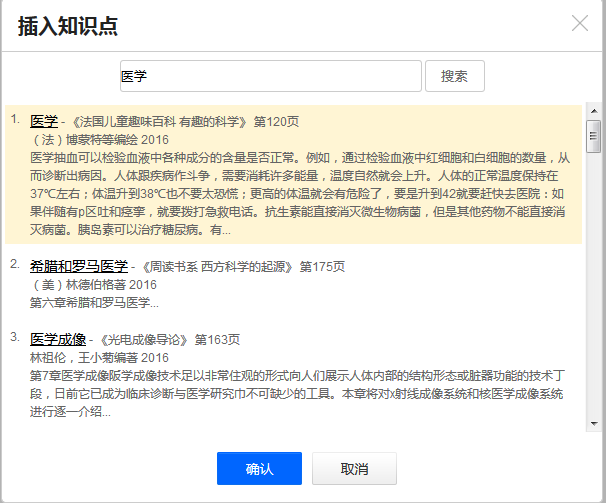 插入知识点
医学
搜索
1. 医学 - 《法国儿童趣味百科 有趣的科学》 第120页
（法）博蒙特等编绘 2016
医学抽血可以检验血液中各种成分的含量是否正常。例如，通过检验血液中红细胞和白细胞的数量，从
而诊断出病因。人体跟疾病作斗争，需要消耗许多能量，温度自然就会上升。人体的正常温度保持在
37℃左右；体温升到38℃也不要太恐慌；更高的体温就会有危险了，要是升到42就要赶快去医院；如
果伴随有p区吐和痉挛，就要拨打急救电话。抗生素能直接消灭微生物病菌，但是其他药物不能直接消
灭病菌。胰岛素可以治疗糖尿病。有...
2. 希腊和罗马医学 - 《周读书系 西方科学的起源》 第175页
（美）林德伯格著 2016
第六章希腊和罗马医学...
3. 医学成像 - 《光电成像导论》 第163页
林祖伦，王小菊编著 2016
第7章医学成像阪学成像技术足以非常住观的形式向人们展示人体内部的结构形态或脏器功能的技术丁
段，日前它已成为临床诊断与医学研究巾不可缺少的工具。本章将对x射线成像系统和核医学成像系统
进行逐一介绍...
确认
取消